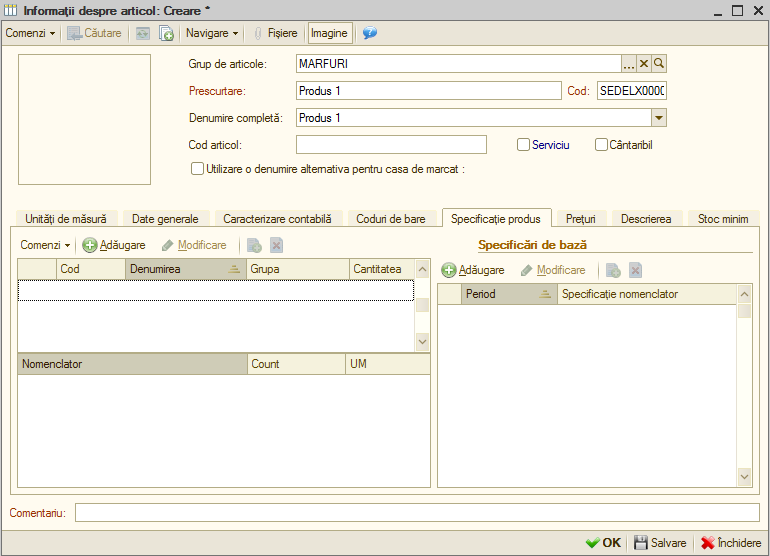 Informații despre articol: Creare *
Comenzi Căutare Navigare Fișiere Imagine
Grup de articole: MARFURI ...
Prescurtare: Produs 1 Cod: SEDELX000
Denumire completă: Produs 1
Cod articol: Serviciu Cântaribil
Utilizare o denumire alternativa pentru casa de marcat :
Unități de măsură Date generale Caracterizare contabilă Coduri de bare Specificație produs Prețuri Descrierea Stoc minim
Comenzi Adăugare Modificare Specificări de bază
Cod Denumirea Grupa Cantitatea
Adăugare Modificare
Period Specificație nomenclator
Nomenclator Count UM
Comentariu:
OK Salvare Închidere